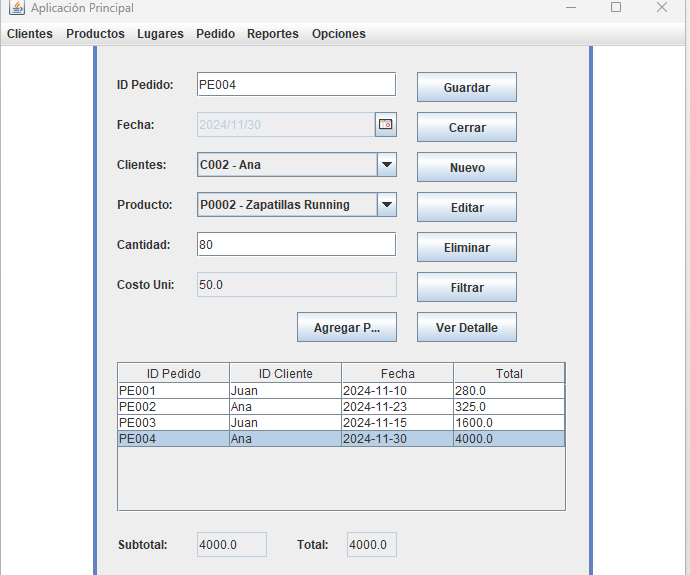 Aplicación Principal
Clientes Productos Lugares Pedido Reportes Opciones
ID Pedido: PE004 Guardar
Fecha: 2024/11/30 Cerrar
Clientes: C002 - Ana Nuevo
Producto: P0002 - Zapatillas Running Editar
Cantidad: 80 Eliminar
Costo Uni: 50.0 Filtrar
Agregar P... Ver Detalle
ID Pedido ID Cliente Fecha Total
PE001 Juan 2024-11-10 280.0
PE002 Ana 2024-11-23 325.0
PE003 Juan 2024-11-15 1600.0
PE004 Ana 2024-11-30 4000.0
Subtotal: 4000.0 Total: 4000.0